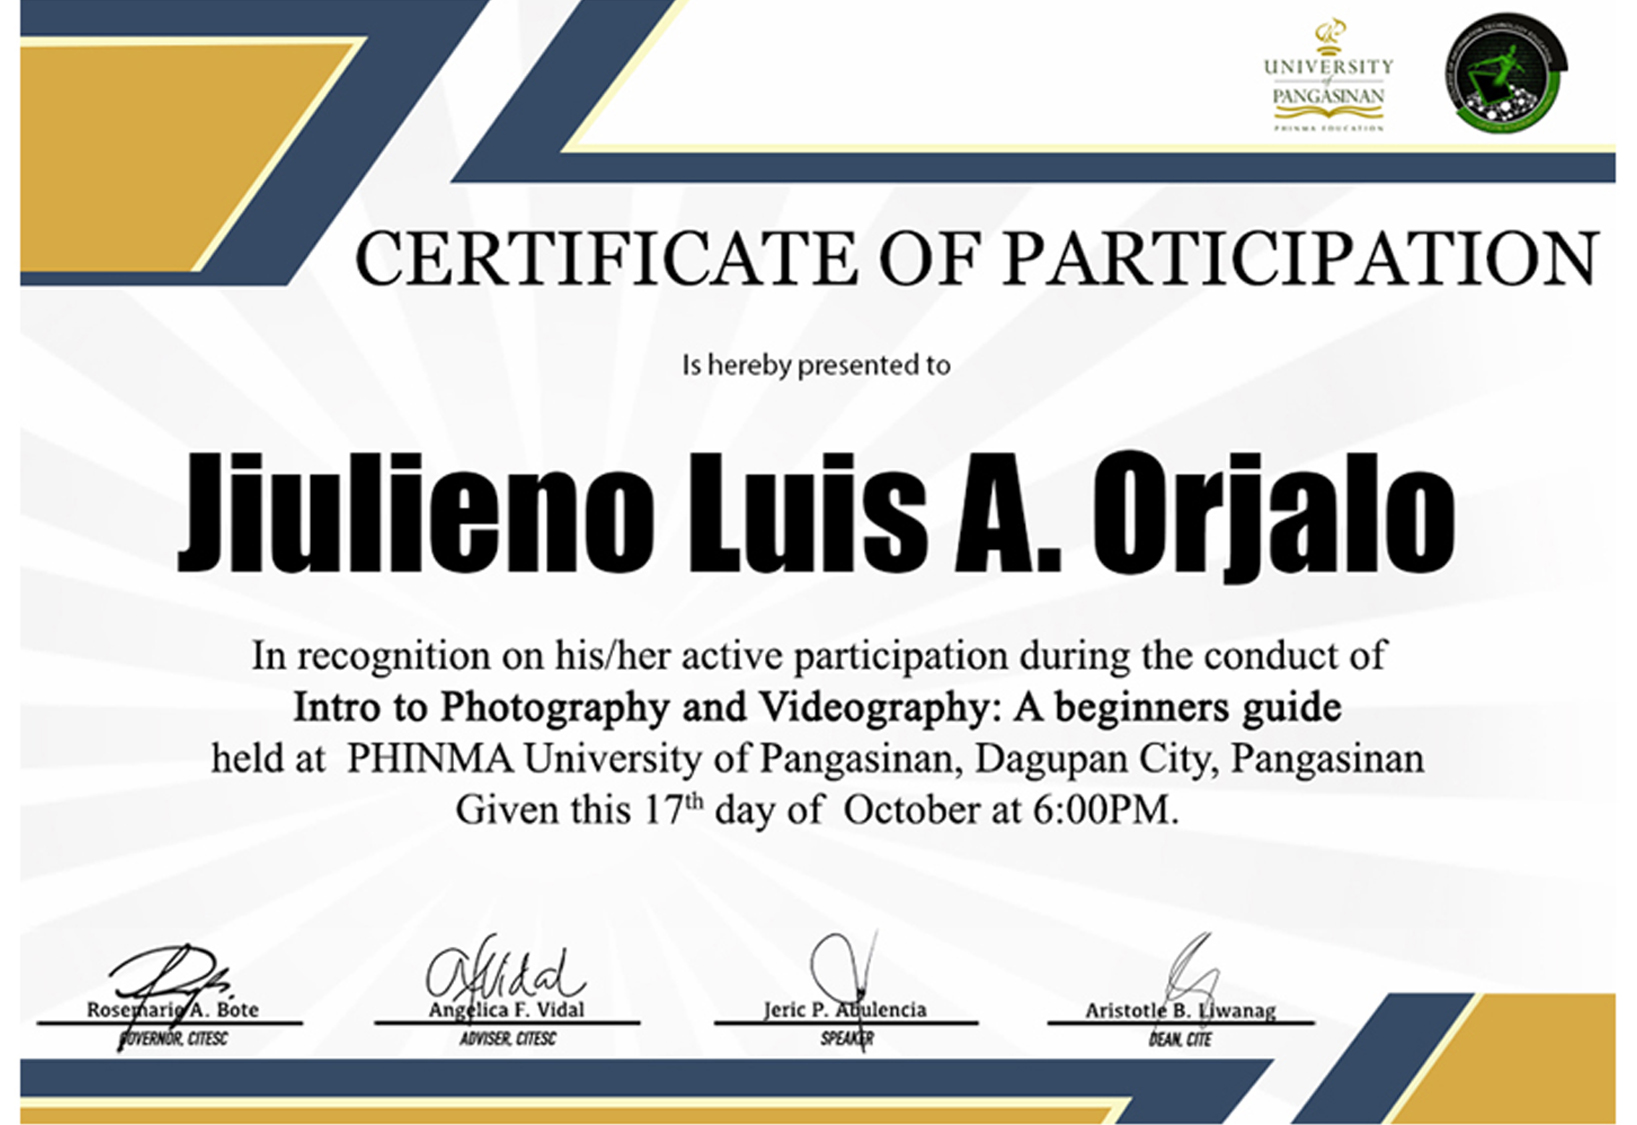 UNIVERSITY
of
PANGASINAN
PHINMA EDUCATION
CERTIFICATE OF PARTICIPATION
Is hereby presented to
Jiulieno Luis A. Orjalo
In recognition on his/her active participation during the conduct of
Intro to Photography and Videography: A beginners guide
held at PHINMA University of Pangasinan, Dagupan City, Pangasinan
Given this 17th day of October at 6:00PM.
Rosemarie A. Bote
GOVERNOR, CITESC
Angelica F. Vidal
ADVISER, CITESC
Jeric P. Abulencia
SPEAKER
Aristotle B. Liwanag
DEAN, CITE